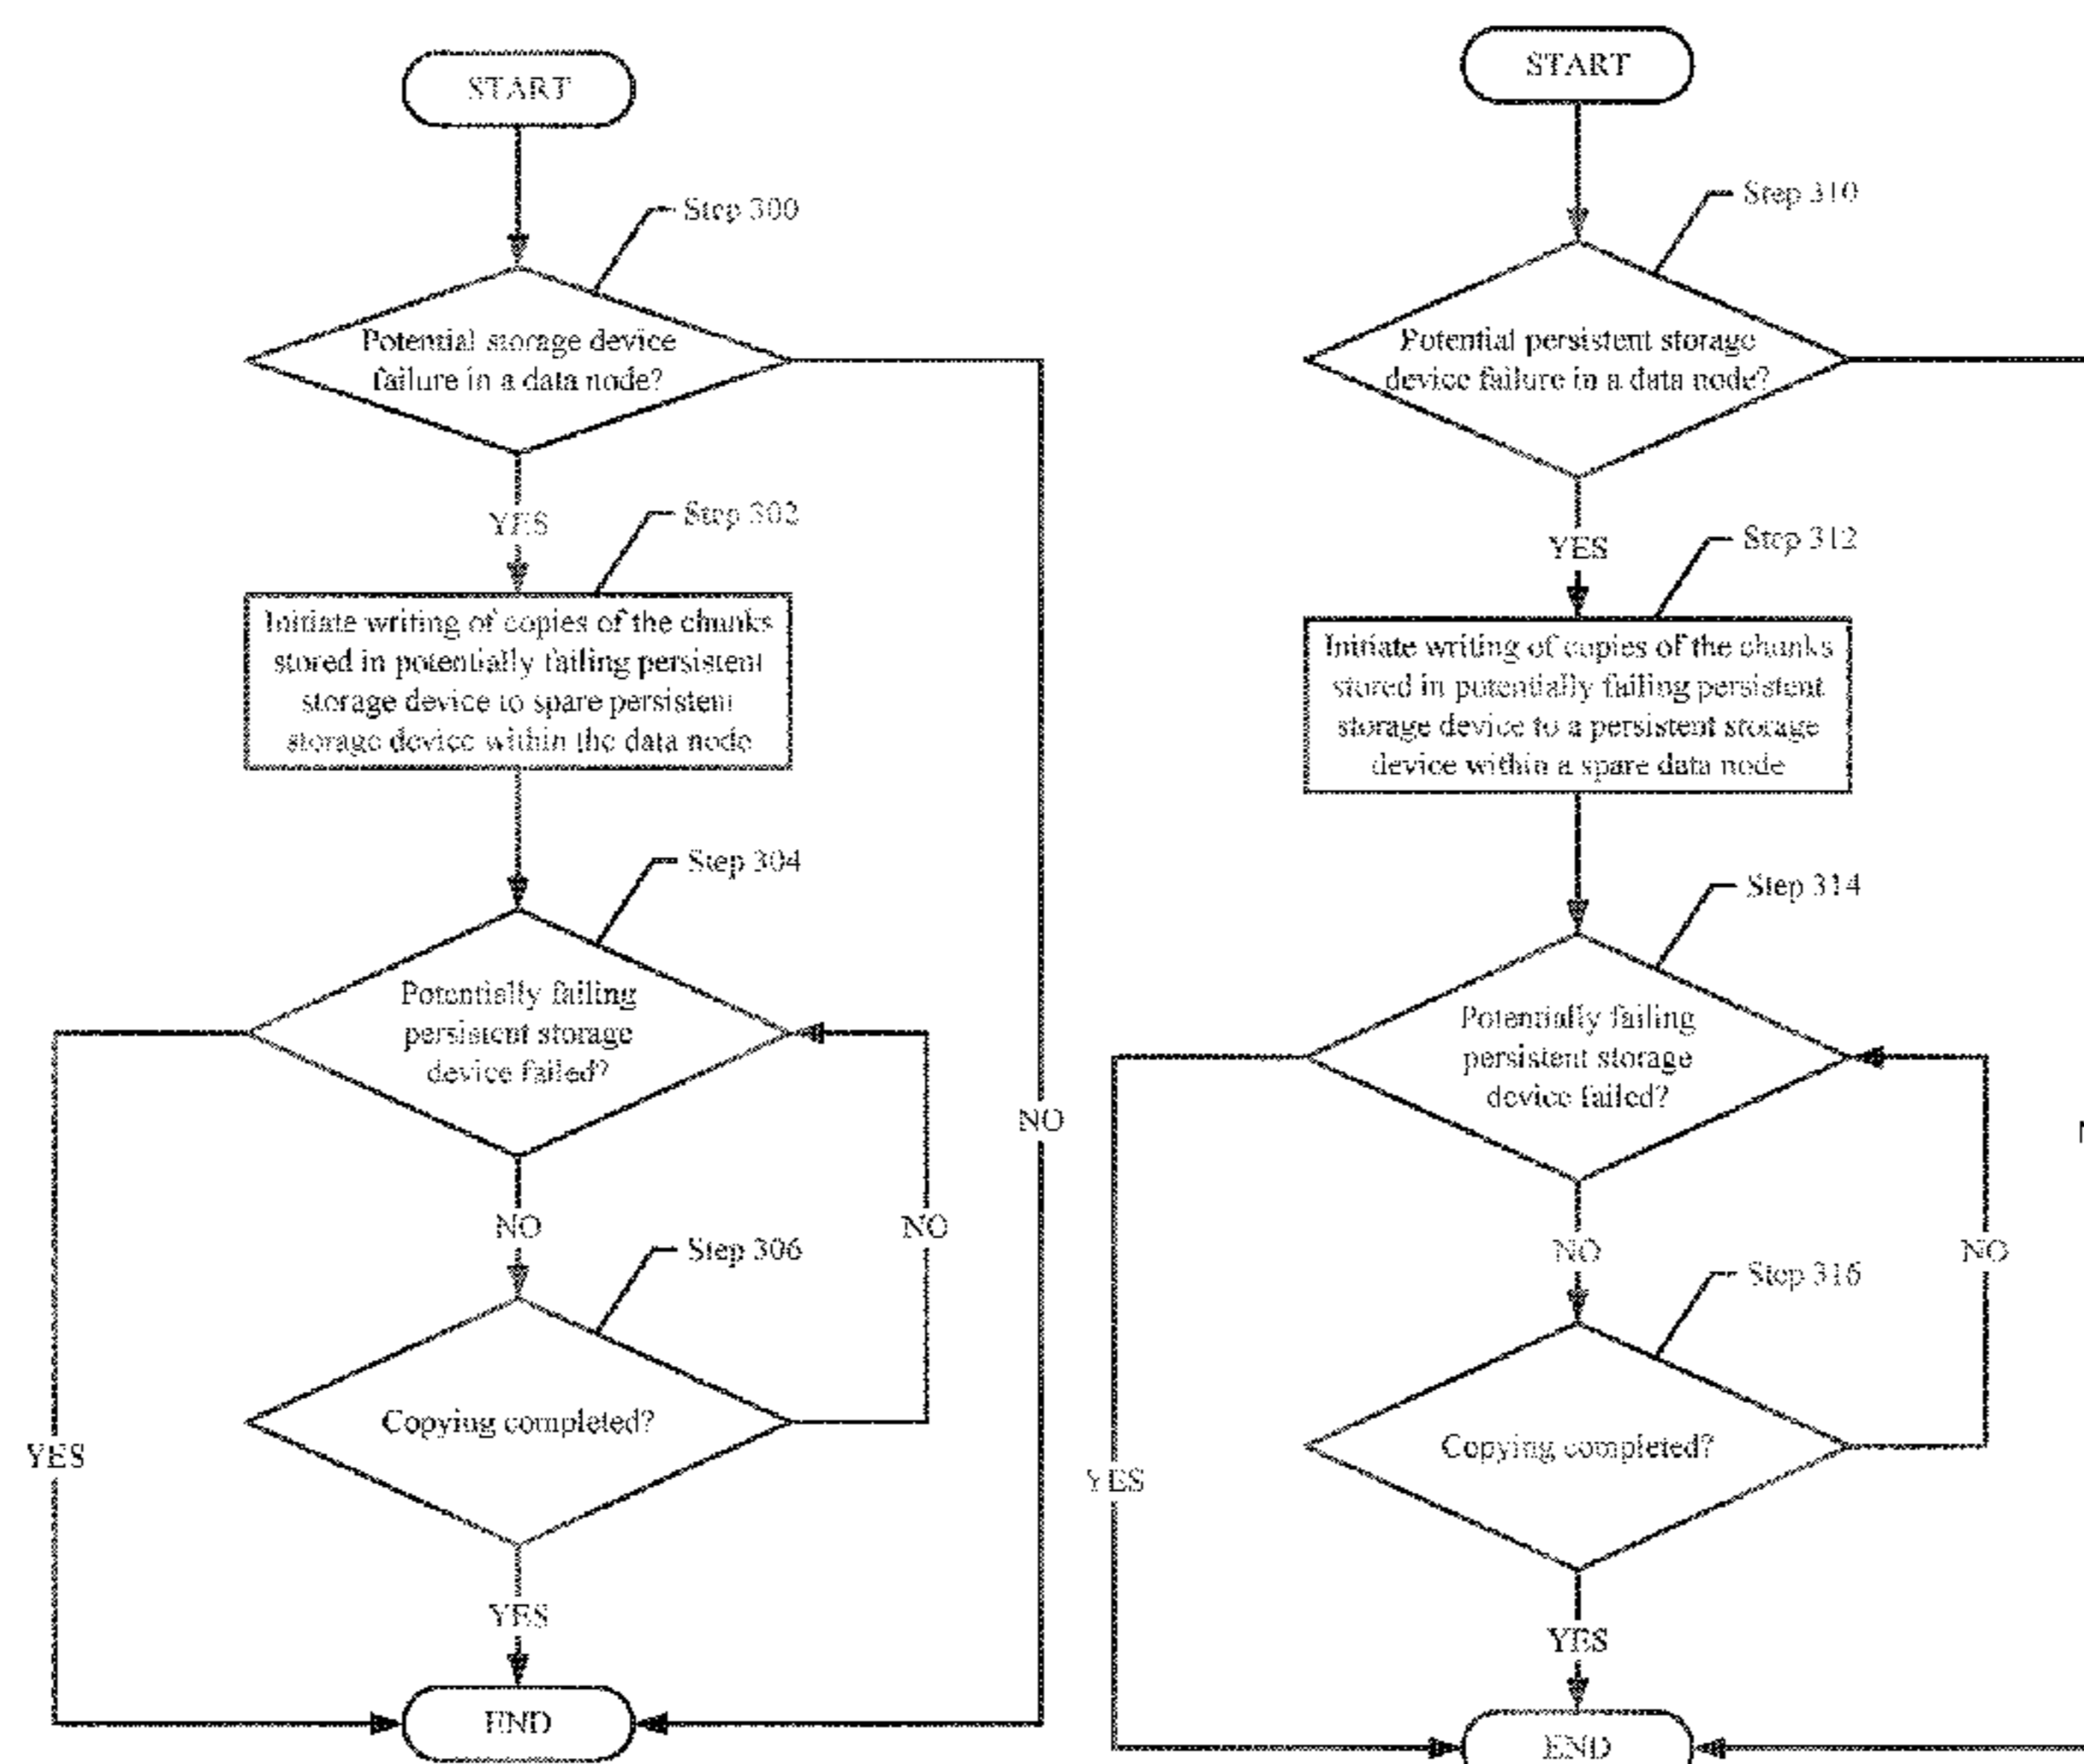 START
Step 300
Potential storage device
failure in a data node?
YES
Step 302
Initiate writing of copies of the chunks
stored in potentially failing persistent
storage device to spare persistent
storage device within the data node
Step 304
Potentially failing
persistent storage
device failed?
NO
NO
NO
Step 306
Copying completed?
YES
YES
END
START
Step 310
Potential persistent storage
device failure in a data node?
YES
Step 312
Initiate writing of copies of the chunks
stored in potentially failing persistent
storage device to a persistent storage
device within a spare data node
Step 314
Potentially failing
persistent storage
device failed?
NO
NO
Step 316
Copying completed?
YES
YES
END